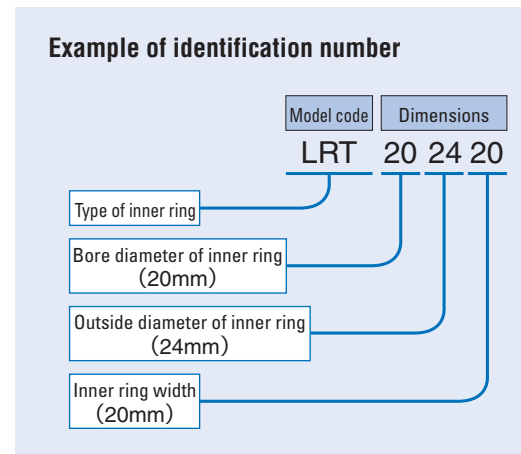 Example of identification number
Model code Dimensions
LRT 20 24 20
Type of inner ring
Bore diameter of inner ring
(20mm)
Outside diameter of inner ring
(24mm)
Inner ring width
(20mm)